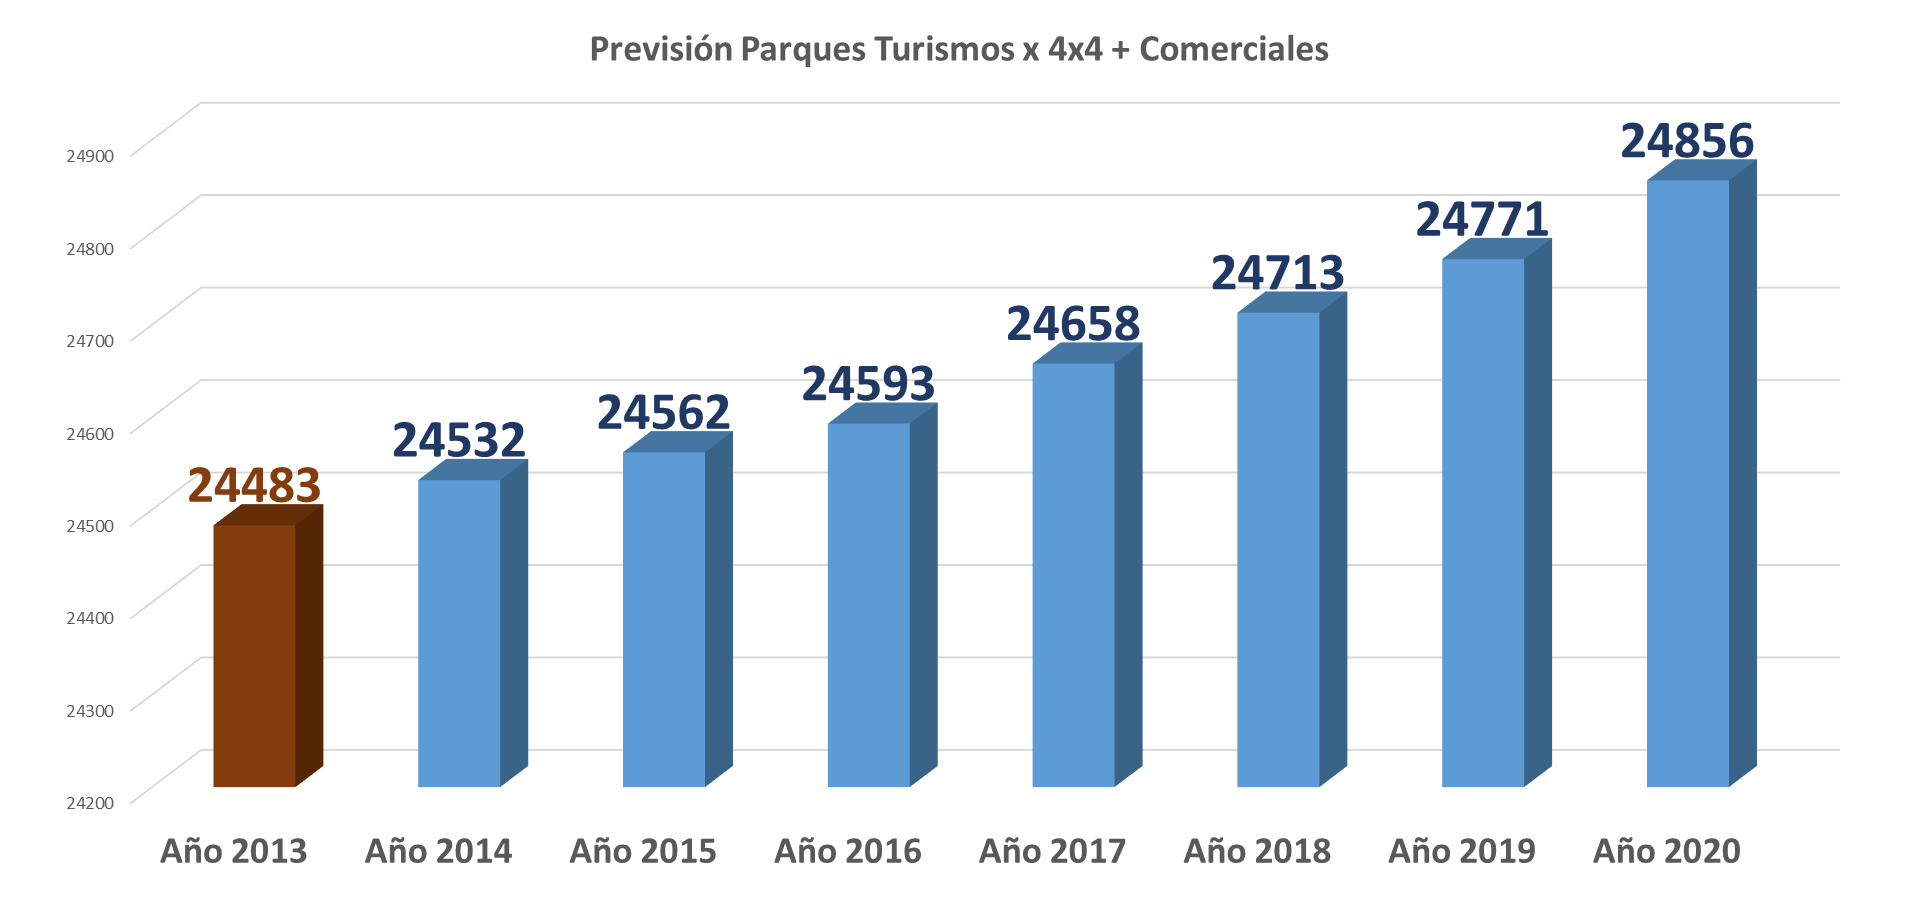 Previsión Parques Turismos x 4x4 + Comerciales
24900
24800
24700
24600
24500
24400
24300
24200
24483
24532
24562
24593
24658
24713
24771
24856
Año 2013
Año 2014
Año 2015
Año 2016
Año 2017
Año 2018
Año 2019
Año 2020